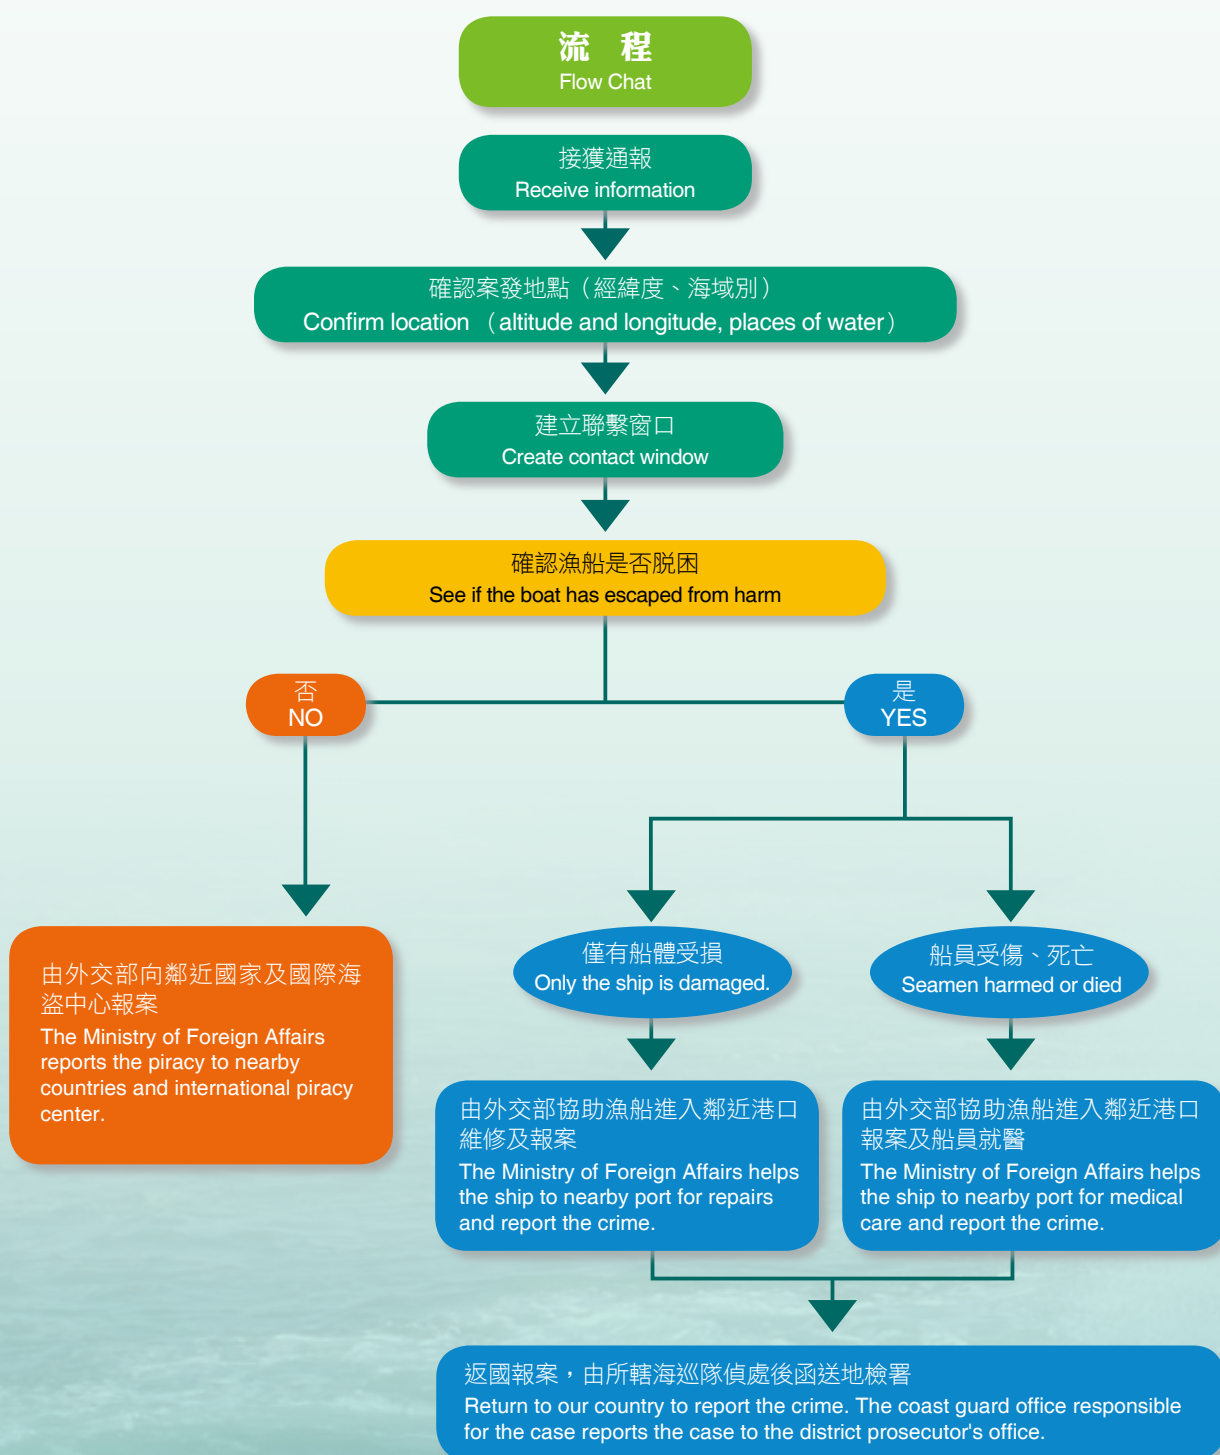 流 程
Flow Chat
接獲通報
Receive information
確認案發地點（經緯度、海域別）
Confirm location （altitude and longitude, places of water）
建立聯繫窗口
Create contact window
確認漁船是否脱困
See if the boat has escaped from harm
否
NO
是
YES
由外交部向鄰近國家及國際海
盜中心報案
The Ministry of Foreign Affairs
reports the piracy to nearby
countries and international piracy
center.
僅有船體受損
Only the ship is damaged.
船員受傷、死亡
Seamen harmed or died
由外交部協助漁船進入鄰近港口
維修及報案
The Ministry of Foreign Affairs helps
the ship to nearby port for repairs
and report the crime.
由外交部協助漁船進入鄰近港口
報案及船員就醫
The Ministry of Foreign Affairs helps
the ship to nearby port for medical
care and report the crime.
返國報案，由所轄海巡隊偵處後函送地檢署
Return to our country to report the crime. The coast guard office responsible
for the case reports the case to the district prosecutor's office.